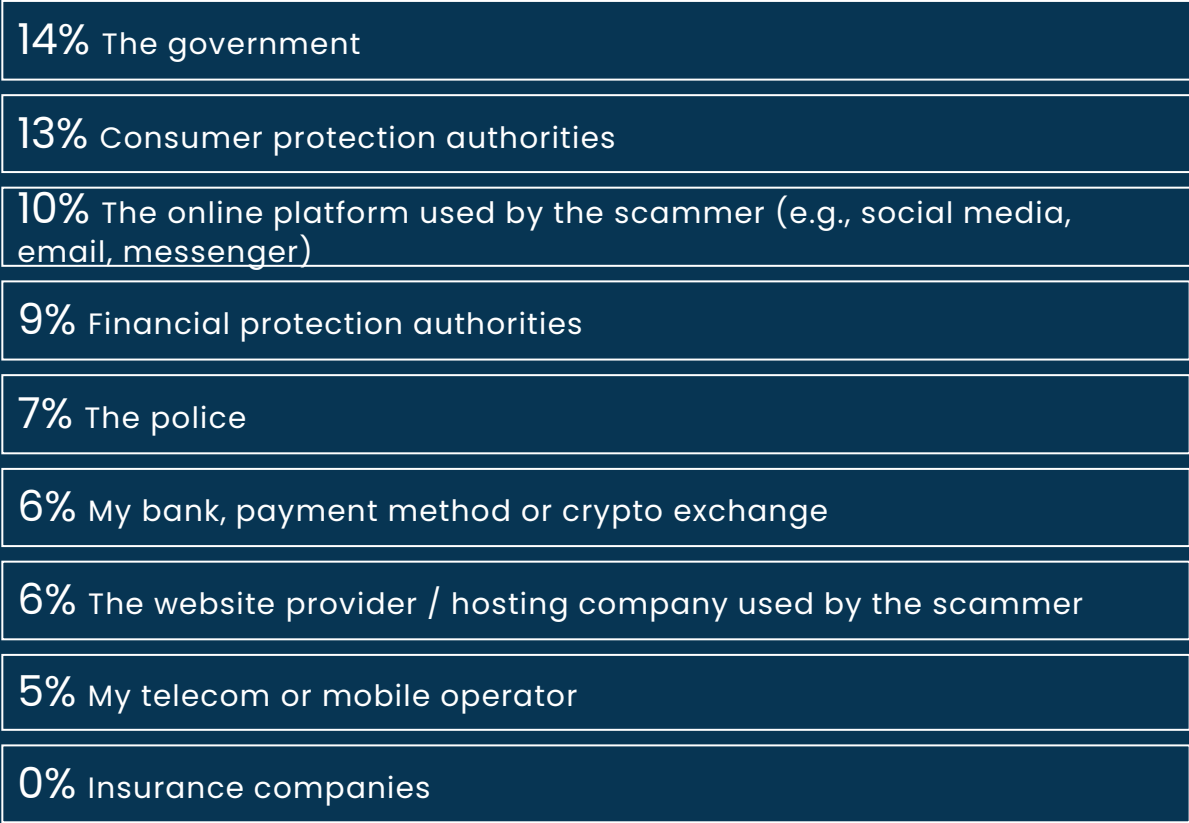 14% The government
13% Consumer protection authorities
10% The online platform used by the scammer (e.g., social media,
email, messenger)
9% Financial protection authorities
7% The police
6% My bank, payment method or crypto exchange
6% The website provider / hosting company used by the scammer
5% My telecom or mobile operator
0% Insurance companies